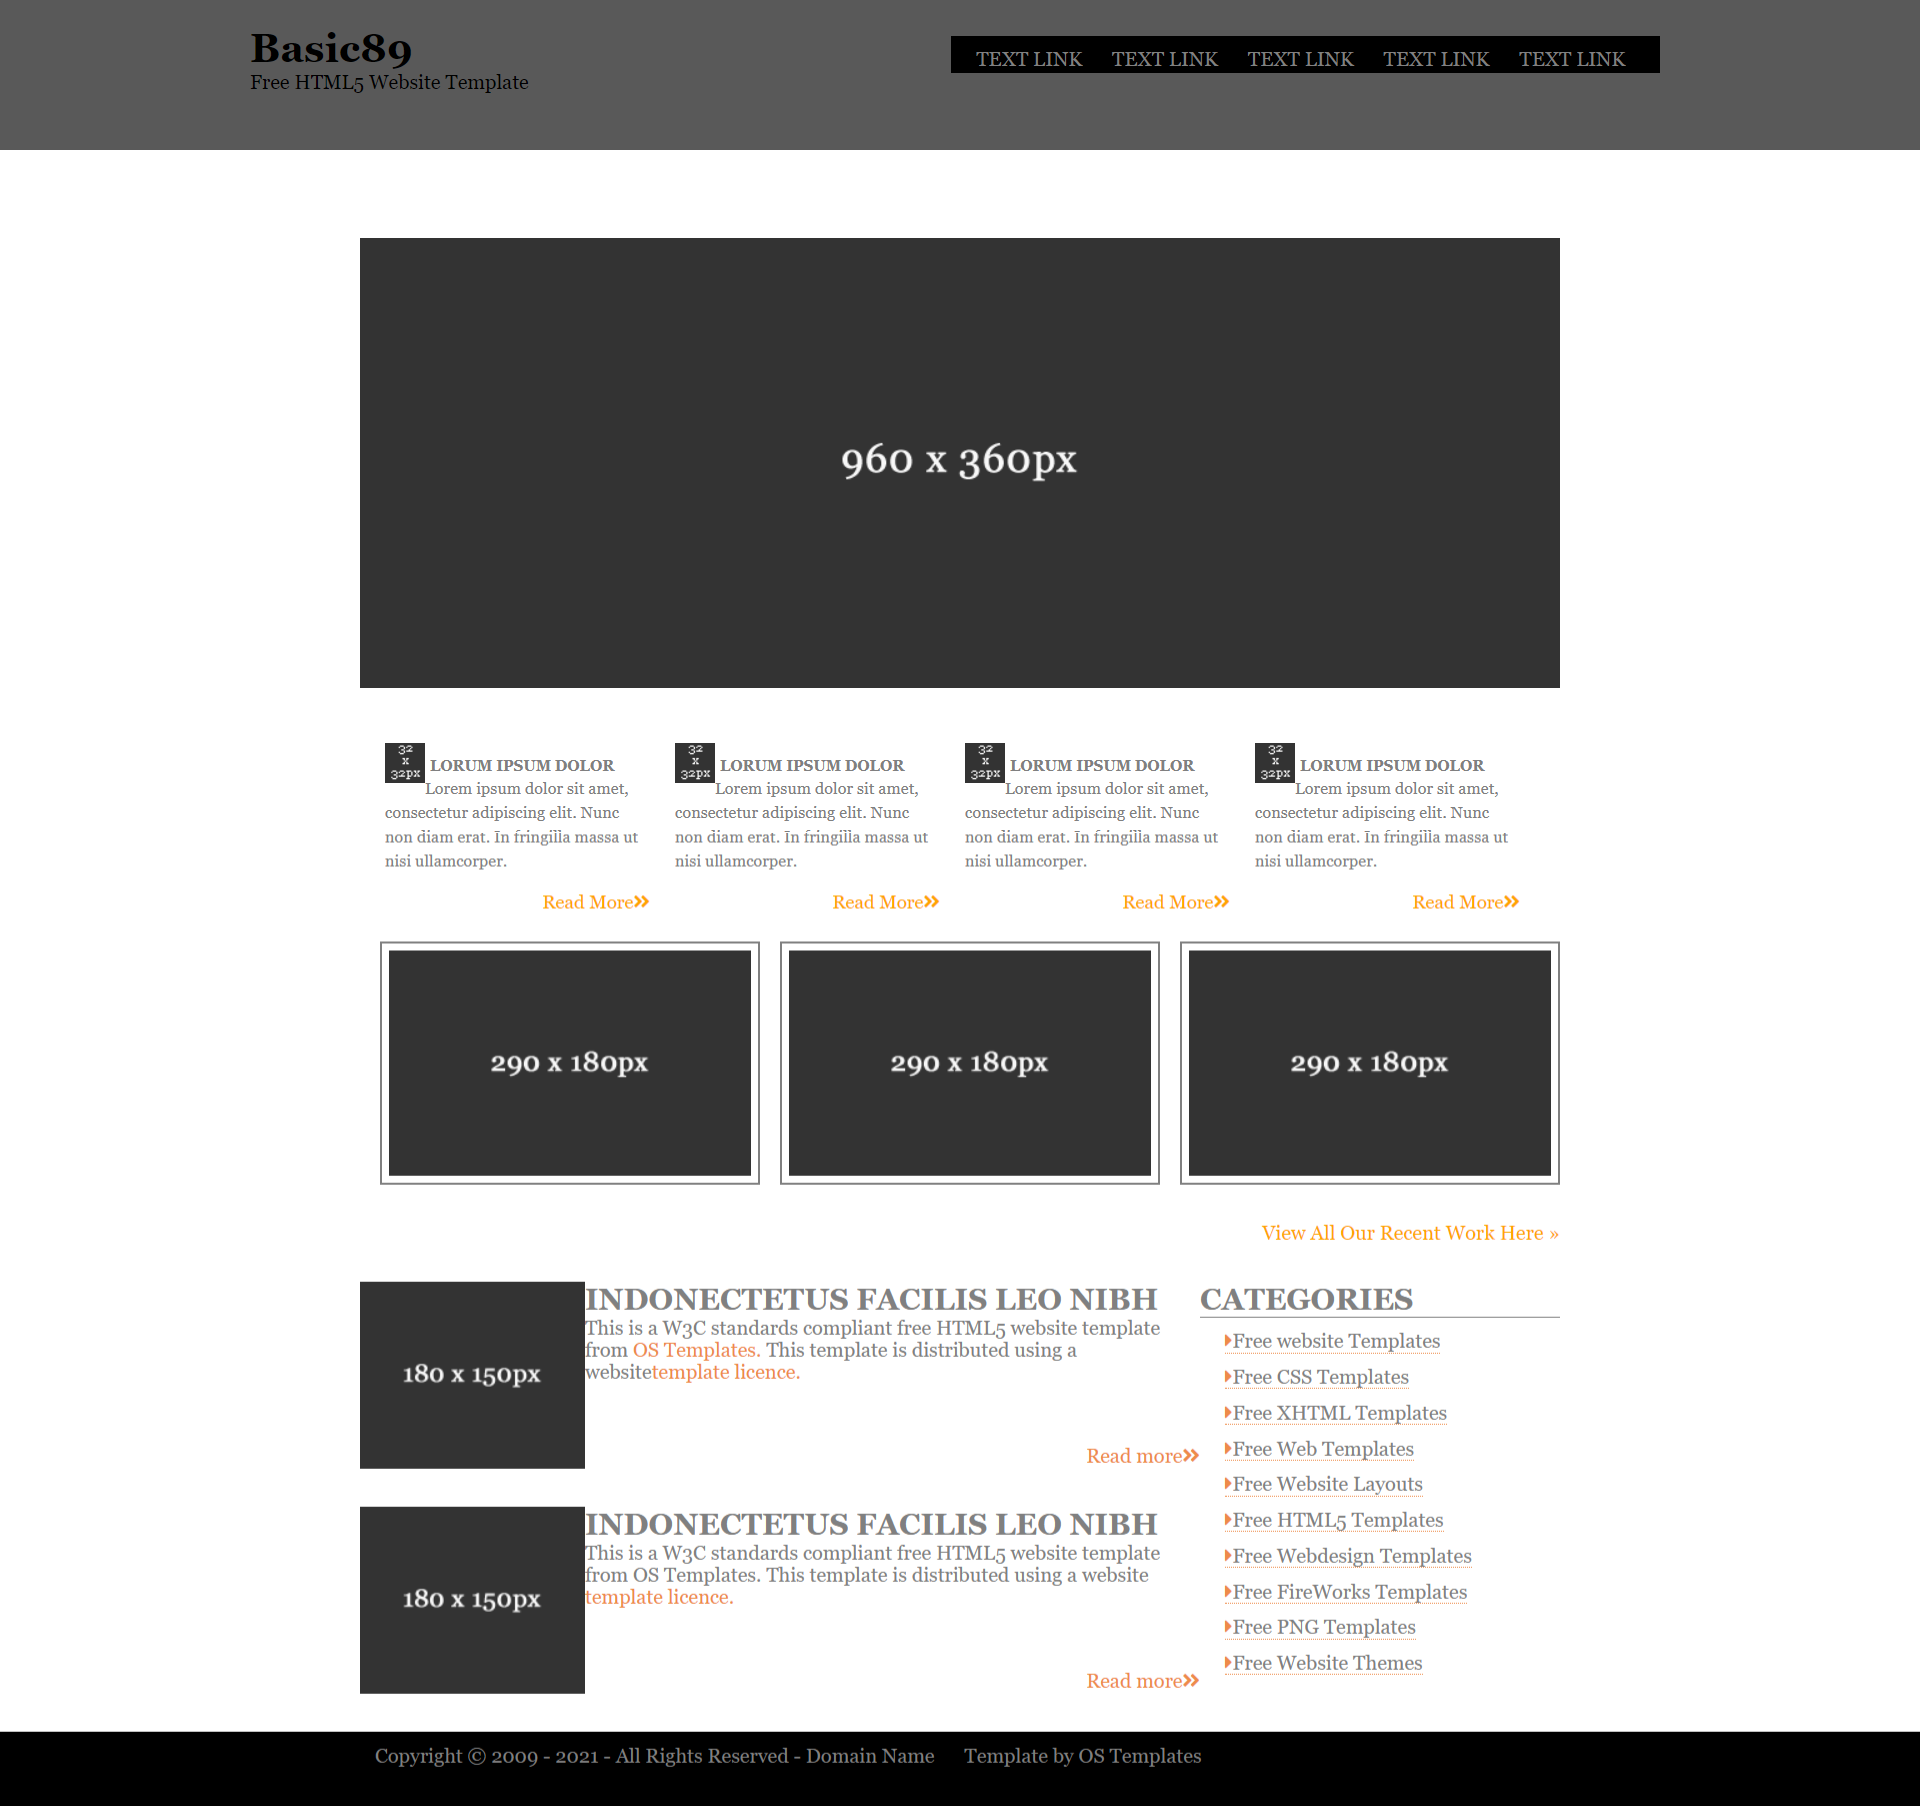 Basic89
Free HTML5 Website Template
TEXT LINK TEXT LINK TEXT LINK TEXT LINK TEXT LINK
960 x 360px
32
x
32px
LORUM IPSUM DOLOR
Lorem ipsum dolor sit amet,
consectetur adipiscing elit. Nunc
non diam erat. In fringilla massa ut
nisi ullamcorper.
Read More»
32
x
32px
LORUM IPSUM DOLOR
Lorem ipsum dolor sit amet,
consectetur adipiscing elit. Nunc
non diam erat. In fringilla massa ut
nisi ullamcorper.
Read More»
32
x
32px
LORUM IPSUM DOLOR
Lorem ipsum dolor sit amet,
consectetur adipiscing elit. Nunc
non diam erat. In fringilla massa ut
nisi ullamcorper.
Read More»
32
x
32px
LORUM IPSUM DOLOR
Lorem ipsum dolor sit amet,
consectetur adipiscing elit. Nunc
non diam erat. In fringilla massa ut
nisi ullamcorper.
Read More»
290 x 180px
290 x 180px
290 x 180px
View All Our Recent Work Here »
180 x 150px
INDONECTETUS FACILIS LEO NIBH
This is a W3C standards compliant free HTML5 website template
from OS Templates. This template is distributed using a
websitetemplate licence.
Read more»
180 x 150px
INDONECTETUS FACILIS LEO NIBH
This is a W3C standards compliant free HTML5 website template
from OS Templates. This template is distributed using a website
template licence.
Read more»
CATEGORIES
Free website Templates
Free CSS Templates
Free XHTML Templates
Free Web Templates
Free Website Layouts
Free HTML5 Templates
Free Webdesign Templates
Free FireWorks Templates
Free PNG Templates
Free Website Themes
Copyright © 2009 - 2021 - All Rights Reserved - Domain Name Template by OS Templates